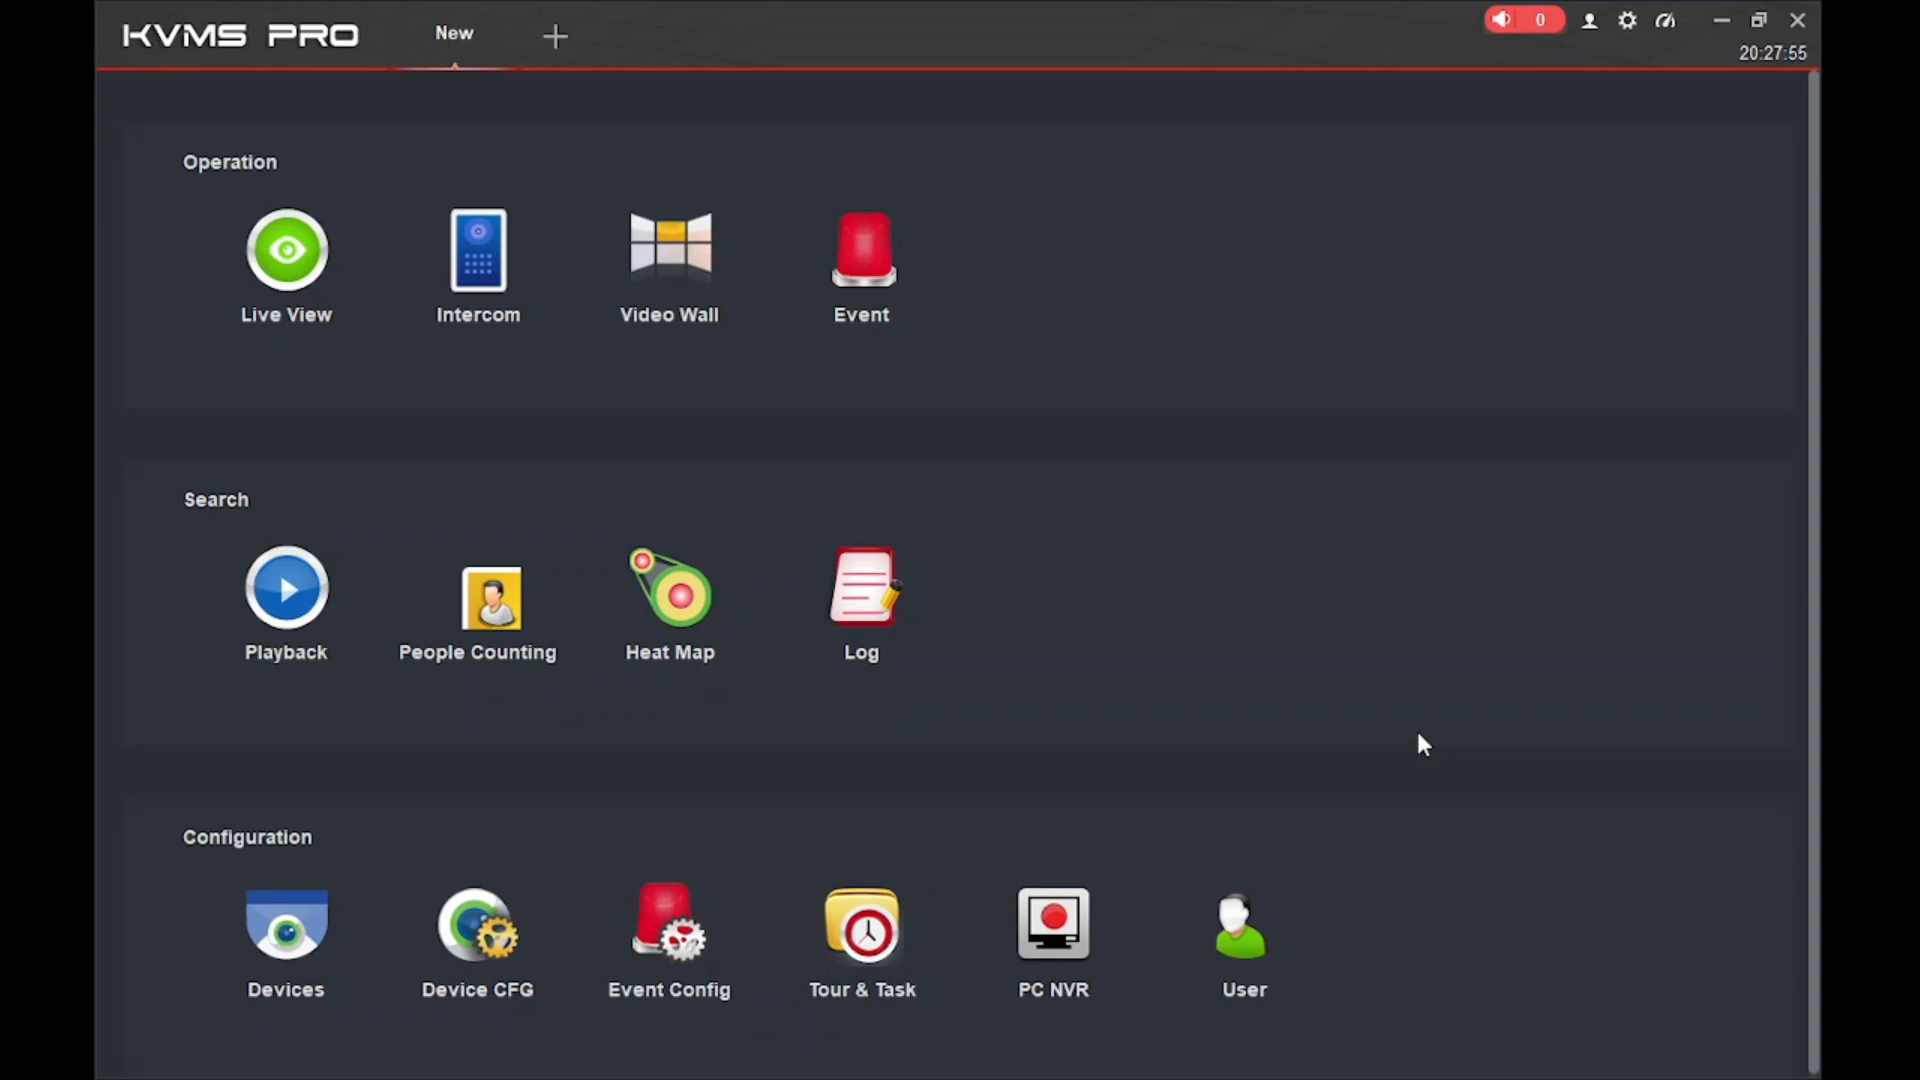 KVMS PRO
New
0
20:27:55
Operation
Live View
Intercom
Video Wall
Event
Search
Playback
People Counting
Heat Map
Log
Configuration
Devices
Device CFG
Event Config
Tour & Task
PC NVR
User